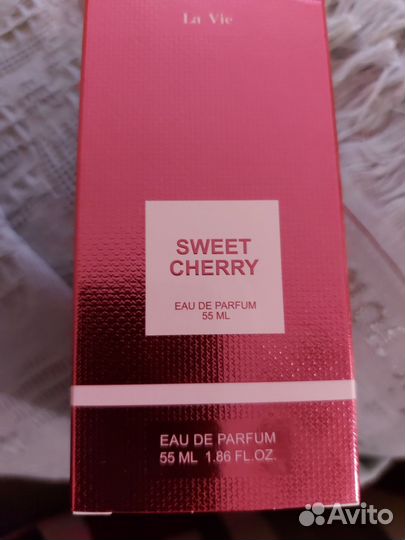 La Vie
SWEET
CHERRY
EAU DE PARFUM
55 ML
EAU DE PARFUM
55 ML 1.86 FL.OZ.
Avito